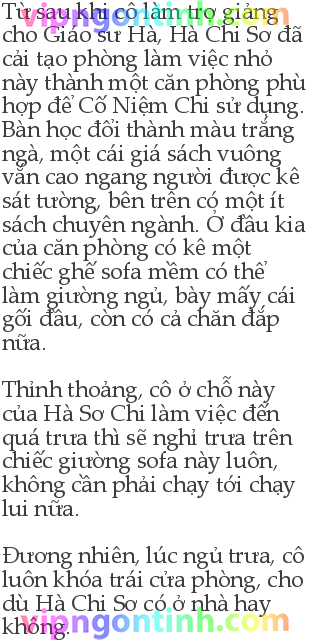 Từ sau khi cô làm trợ giảng
cho Giáo sư Hà, Hà Chi Sơ đã
cải tạo phòng làm việc nhỏ
này thành một căn phòng phù
hợp để Cố Niệm Chi sử dụng.
Bàn học đổi thành màu trắng
ngà, một cái giá sách vuông
vắn cao ngang người được kê
sát tường, bên trên có một ít
sách chuyên ngành. Ở đầu kia
của căn phòng có kê một
chiếc ghế sofa mềm có thể
làm giường ngủ, bày mấy cái
gối đầu, còn có cả chăn đắp
nữa.
Thỉnh thoảng, cô ở chỗ này
của Hà Sơ Chi làm việc đến
quá trưa thì sẽ nghỉ trưa trên
chiếc giường sofa này luôn,
không cần phải chạy tới chạy
lui nữa.
Đương nhiên, lúc ngủ trưa, cô
luôn khóa trái cửa phòng, cho
dù Hà Chi Sơ có ở nhà hay
không.
vipngontinh.com
vipngontinh.com